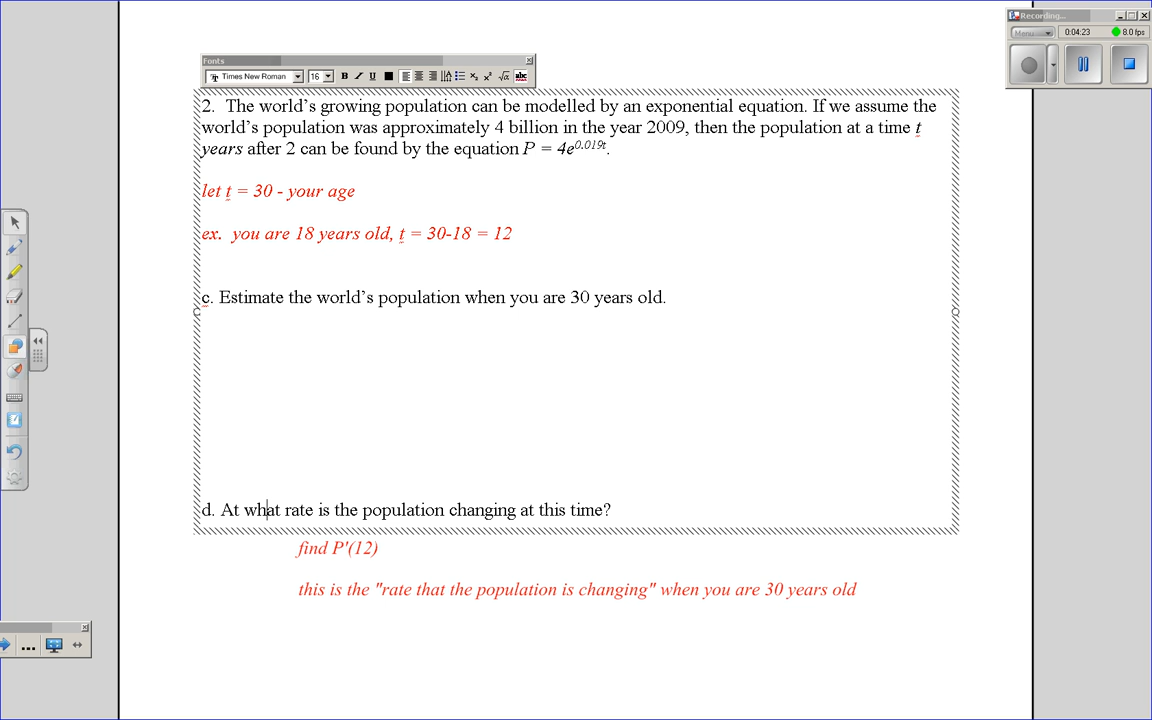 Recording...
Menu
0:04:23
8.0 fps
Fonts
Times New Roman
16
B I U
abc
2. The world's growing population can be modelled by an exponential equation. If we assume the
world's population was approximately 4 billion in the year 2009, then the population at a time t
years after 2 can be found by the equation P = 4e^0.019t.
let t = 30 - your age
ex. you are 18 years old, t = 30-18 = 12
c. Estimate the world's population when you are 30 years old.
d. At what rate is the population changing at this time?
find P'(12)
this is the "rate that the population is changing" when you are 30 years old